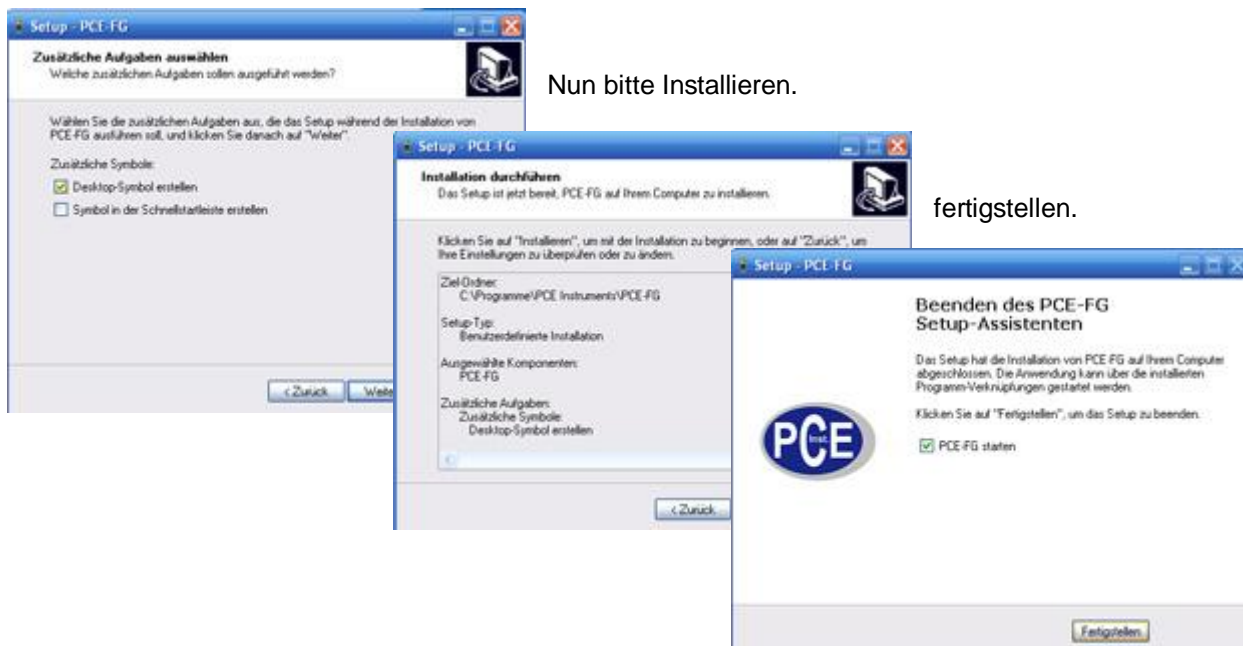 Setup - PCE-FG
Zusätzliche Aufgaben auswählen
Welche zusätzlichen Aufgaben sollen ausgeführt werden?
Wählen Sie die zusätzlichen Aufgaben aus, die das Setup während der Installation von
PCE-FG ausführen soll, und klicken Sie danach auf "Weiter".
Zusätzliche Symbole:
Desktop-Symbol erstellen
Symbol in der Schnellstartleiste erstellen
< Zurück
Nun bitte Installieren.
Setup - PCE-FG
Installation durchführen
Das Setup ist jetzt bereit, PCE-FG auf Ihrem Computer zu installieren.
Klicken Sie auf "Installieren", um mit der Installation zu beginnen, oder auf "Zurück", um
Ihre Einstellungen zu überprüfen oder zu ändern.
Ziel-Ordner:
C:\Programme\PCE Instruments\PCE-FG
Setup-Typ:
Benutzerdefinierte Installation
Ausgewählte Komponenten:
PCE-FG
Zusätzliche Aufgaben:
Zusätzliche Symbole:
Desktop-Symbol erstellen
< Zurück
fertigstellen.
Setup - PCE-FG
Beenden des PCE-FG
Setup-Assistenten
Das Setup hat die Installation von PCE-FG auf Ihrem Computer
abgeschlossen. Die Anwendung kann über die installierten
Programm-Verknüpfungen gestartet werden.
Klicken Sie auf "Fertigstellen", um das Setup zu beenden.
PCE-FG starten
PCE
Inst.
Fertigstellen